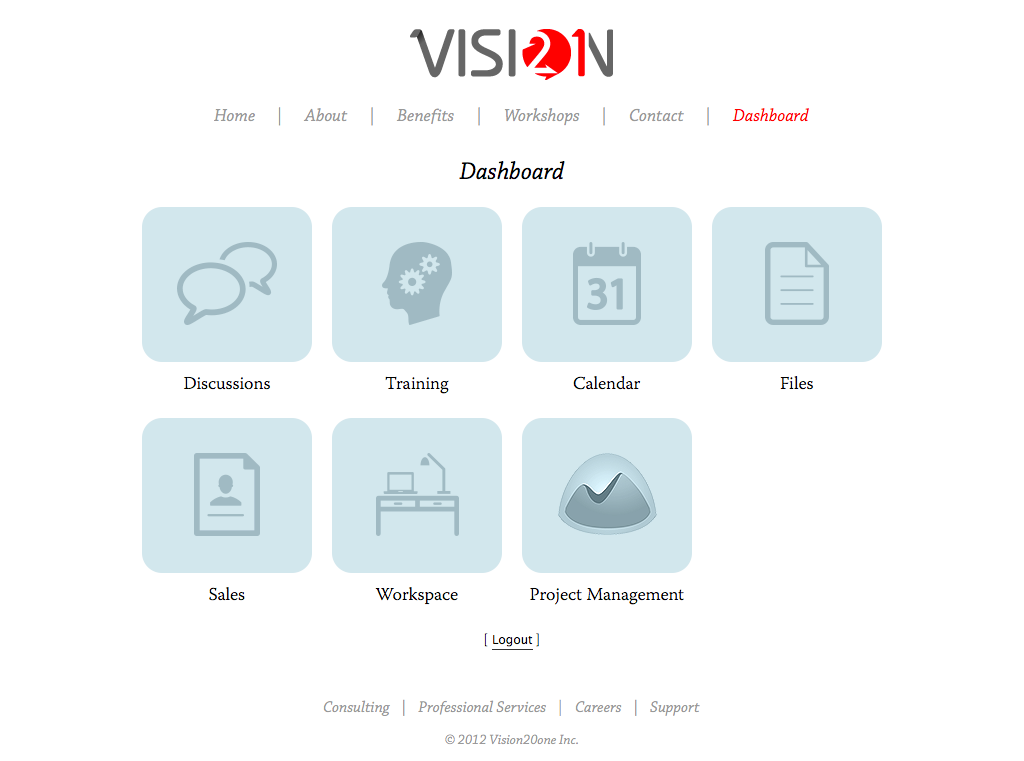 VISI21N
Home | About | Benefits | Workshops | Contact | Dashboard
Dashboard
31
Discussions Training Calendar Files
Sales Workspace Project Management
[ Logout ]
Consulting | Professional Services | Careers | Support
© 2012 Vision20one Inc.